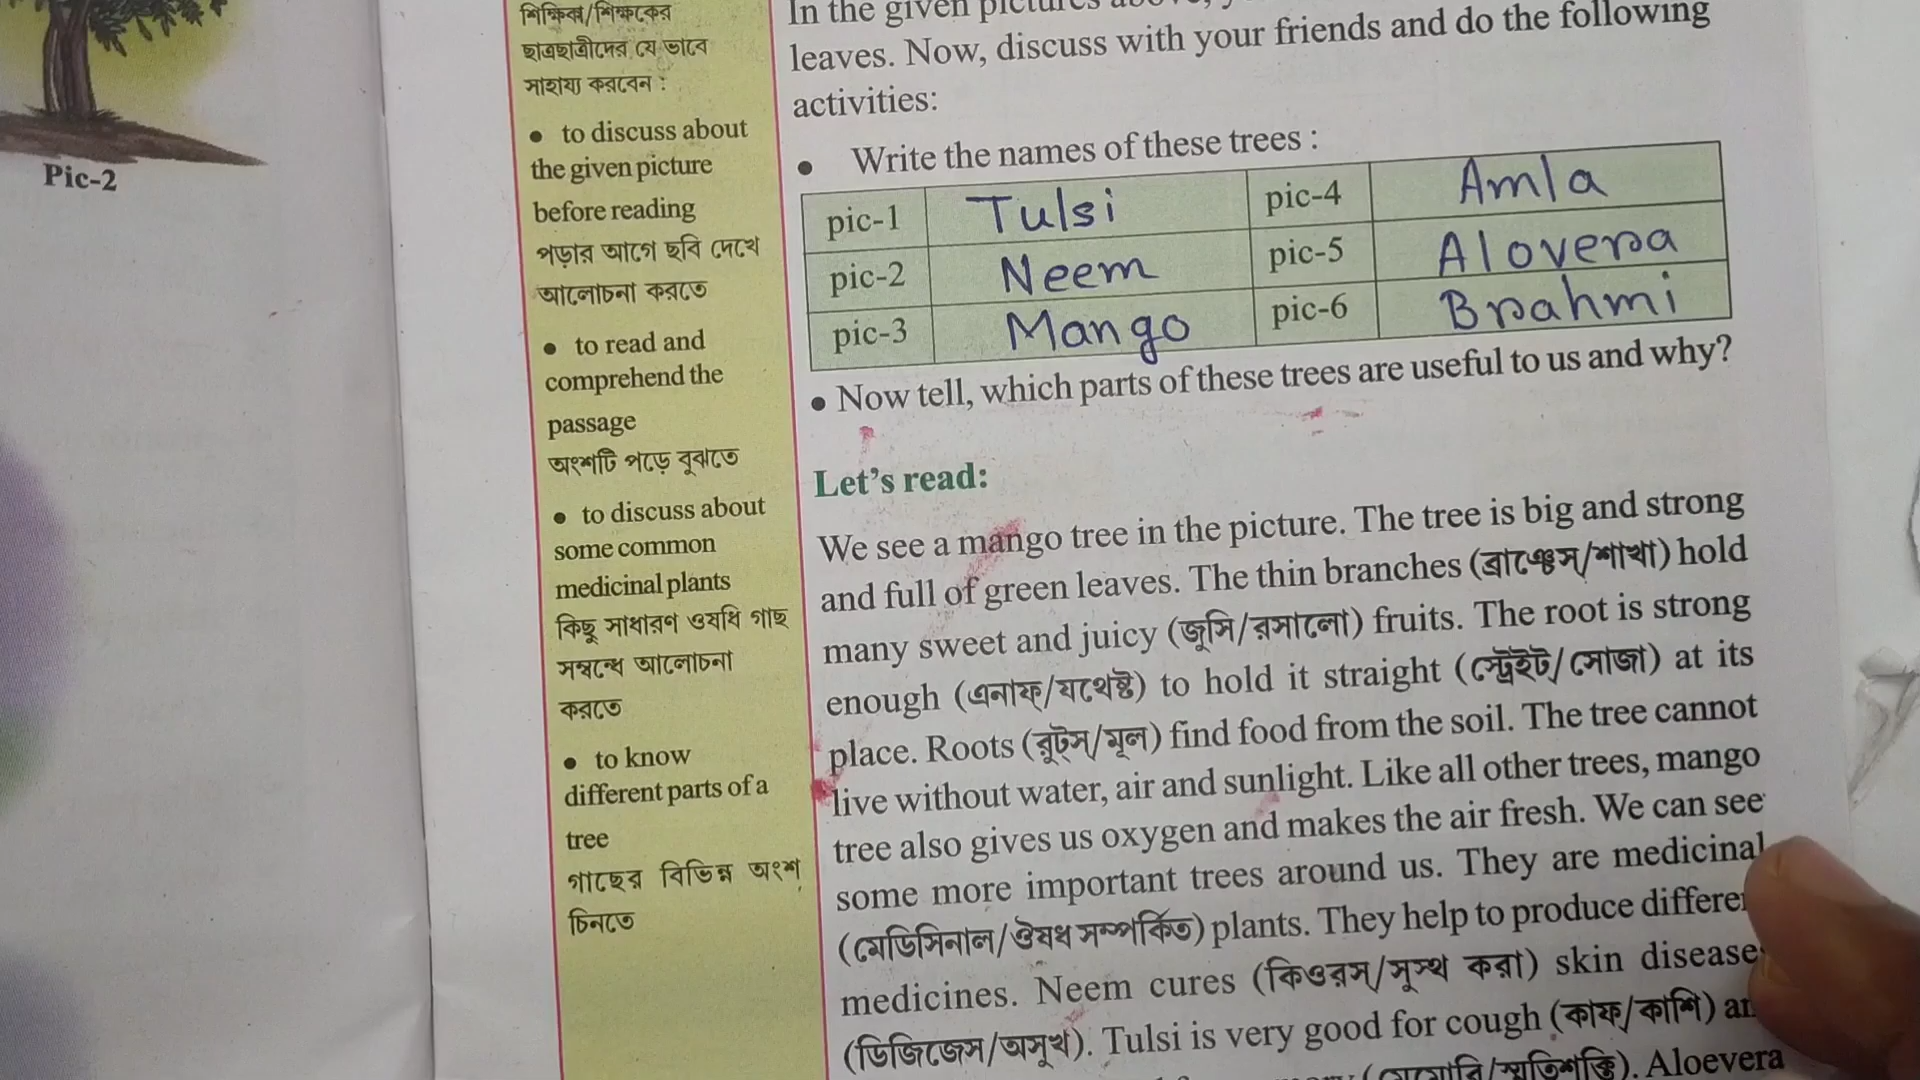 Pic-2
শিক্ষিকা/শিক্ষকের
ছাত্রছাত্রীদের যে ভাবে
সাহায্য করবেন :
• to discuss about
the given picture
before reading
পড়ার আগে ছবি দেখে
আলোচনা করতে
• to read and
comprehend the
passage
অংশটি পড়ে বুঝতে
• to discuss about
some common
medicinal plants
কিছু সাধারণ ওষধি গাছ
সম্বন্ধে আলোচনা
করতে
• to know
different parts of a
tree
গাছের বিভিন্ন অংশ
চিনতে
In the given pictures above,
leaves. Now, discuss with your friends and do the following
activities:
• Write the names of these trees :
pic-1 Tulsi pic-4 Amla
pic-2 Neem pic-5 Alovera
pic-3 Mango pic-6 Brahmi
• Now tell, which parts of these trees are useful to us and why?
Let's read:
We see a mango tree in the picture. The tree is big and strong
and full of green leaves. The thin branches (ব্রাঞ্চেস্/শাখা) hold
many sweet and juicy (জুসি/রসালো) fruits. The root is strong
enough (এনাফ্/যথেষ্ট) to hold it straight (স্ট্রেইট/সোজা) at its
place. Roots (রুট্স্/মূল) find food from the soil. The tree cannot
live without water, air and sunlight. Like all other trees, mango
tree also gives us oxygen and makes the air fresh. We can see
some more important trees around us. They are medicinal
(মেডিসিনাল/ঔষধ সম্পর্কিত) plants. They help to produce
medicines. Neem cures (কিওরস্/সুস্থ করা) skin
(ডিজিজেস/অসুখ). Tulsi is very good for cough (কাফ্/কাশি)
(মেমোরি/স্মৃতিশক্তি). Aloevera